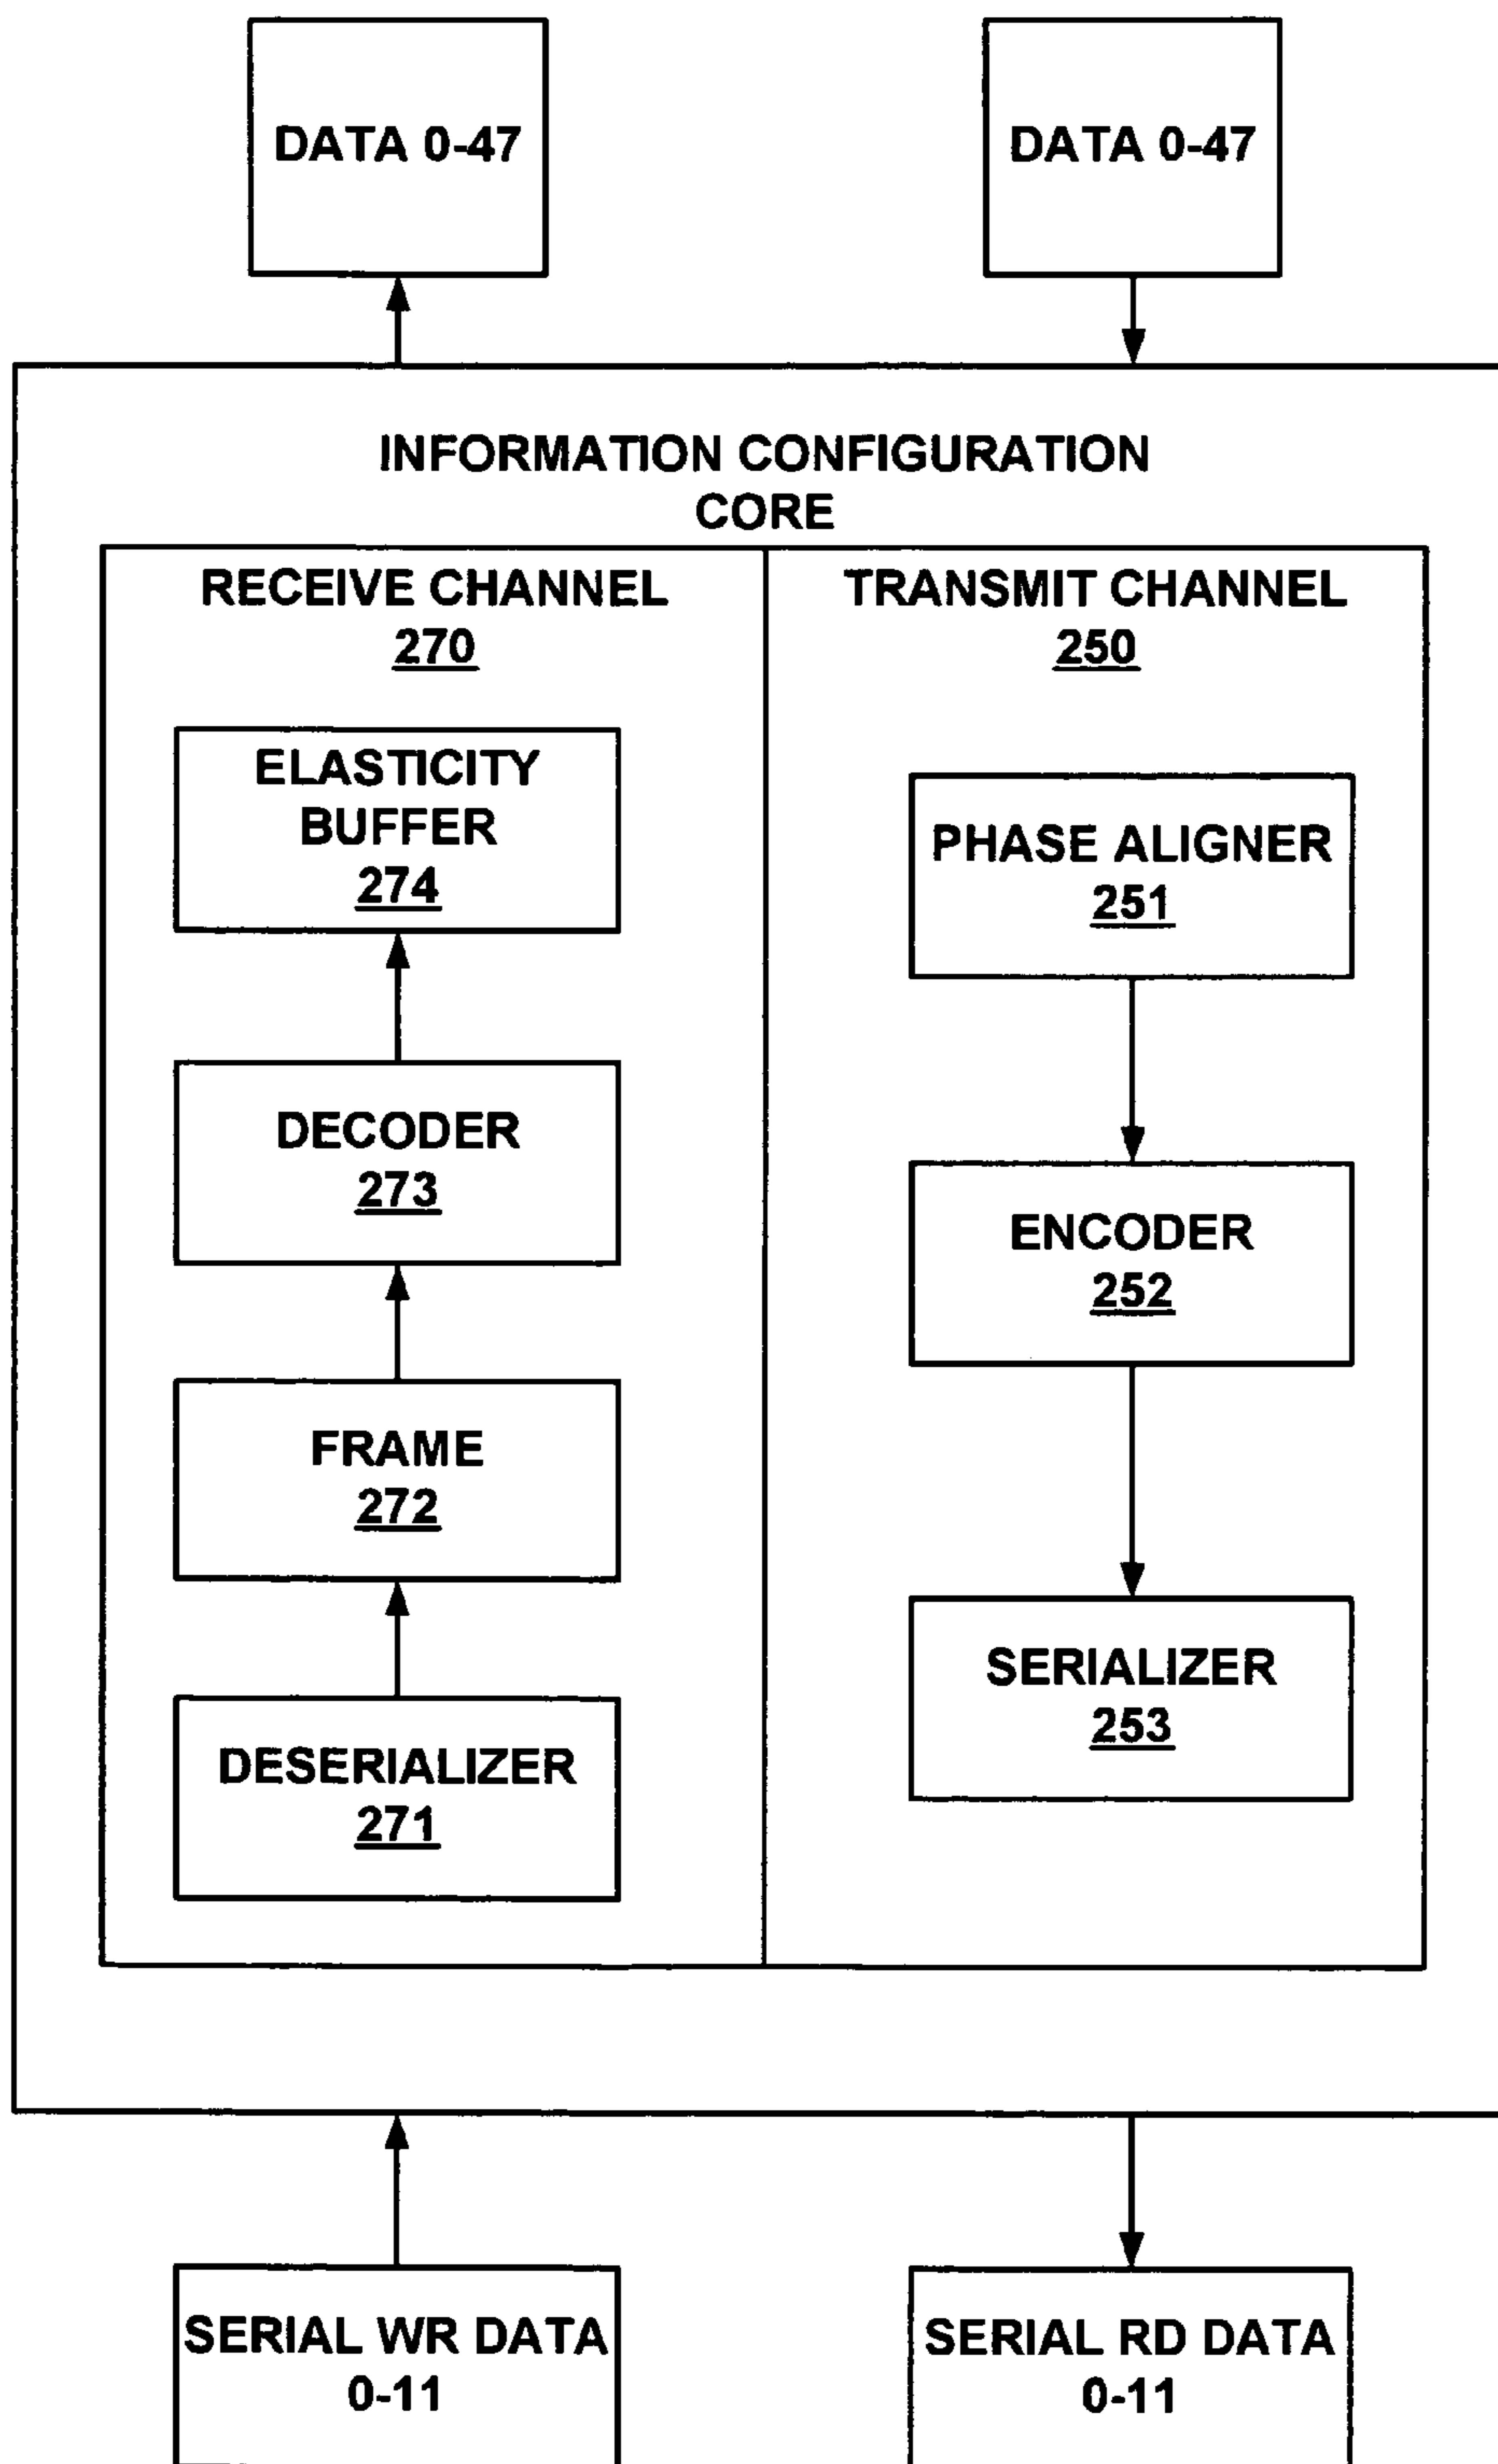 DATA 0-47
DATA 0-47
INFORMATION CONFIGURATION
CORE
RECEIVE CHANNEL
270
ELASTICITY
BUFFER
274
DECODER
273
FRAME
272
DESERIALIZER
271
TRANSMIT CHANNEL
250
PHASE ALIGNER
251
ENCODER
252
SERIALIZER
253
SERIAL WR DATA
0-11
SERIAL RD DATA
0-11